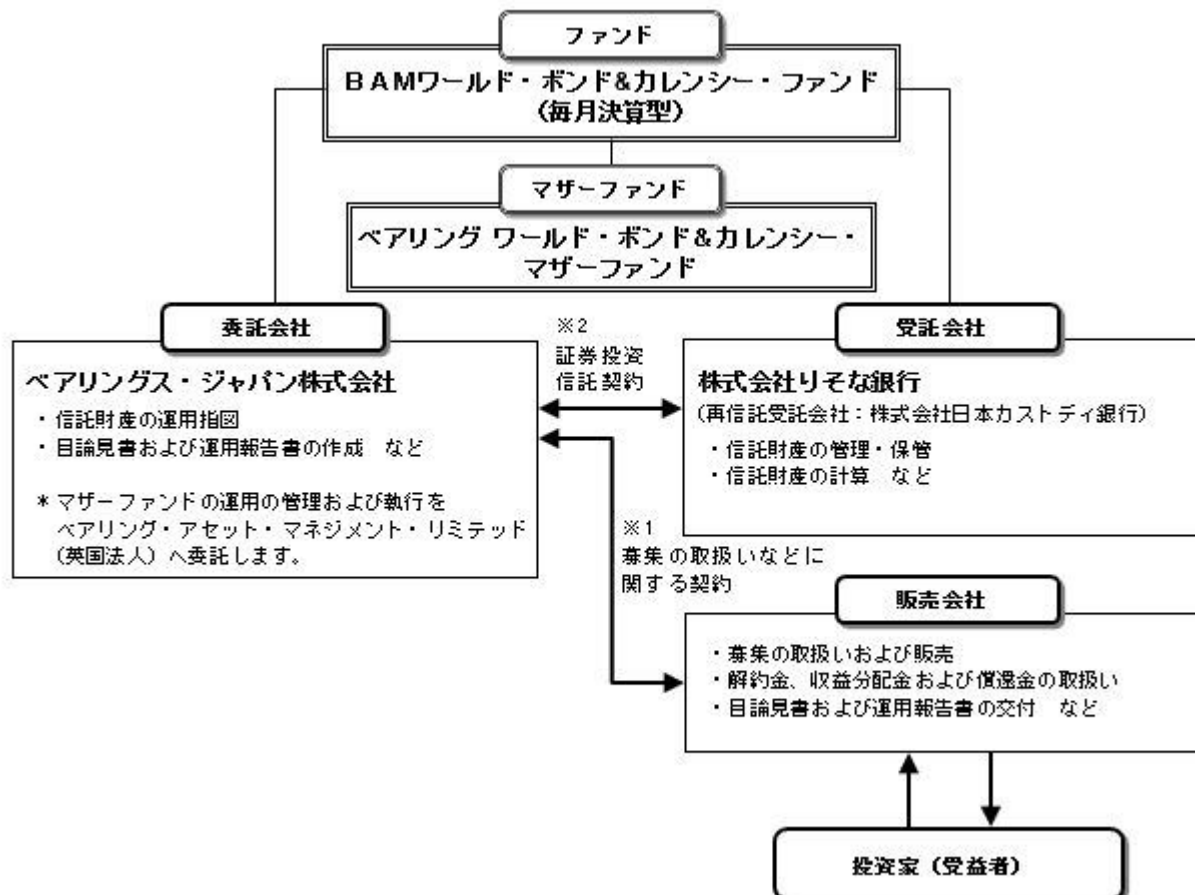 ファンド
BAMワールド・ボンド&カレンシー・ファンド
(毎月決算型)
マザーファンド
ベアリング ワールド・ボンド&カレンシー・
マザーファンド
委託会社
ベアリングス・ジャパン株式会社
・信託財産の運用指図
・目論見書および運用報告書の作成 など
*マザーファンドの運用の管理および執行を
ベアリング・アセット・マネジメント・リミテッド
(英国法人)へ委託します。
※2
証券投資
信託契約
受託会社
株式会社りそな銀行
(再信託受託会社:株式会社日本カストディ銀行)
・信託財産の管理・保管
・信託財産の計算 など
※1
募集の取扱いなどに
関する契約
販売会社
・募集の取扱いおよび販売
・解約金、収益分配金および償還金の取扱い
・目論見書および運用報告書の交付 など
投資家(受益者)